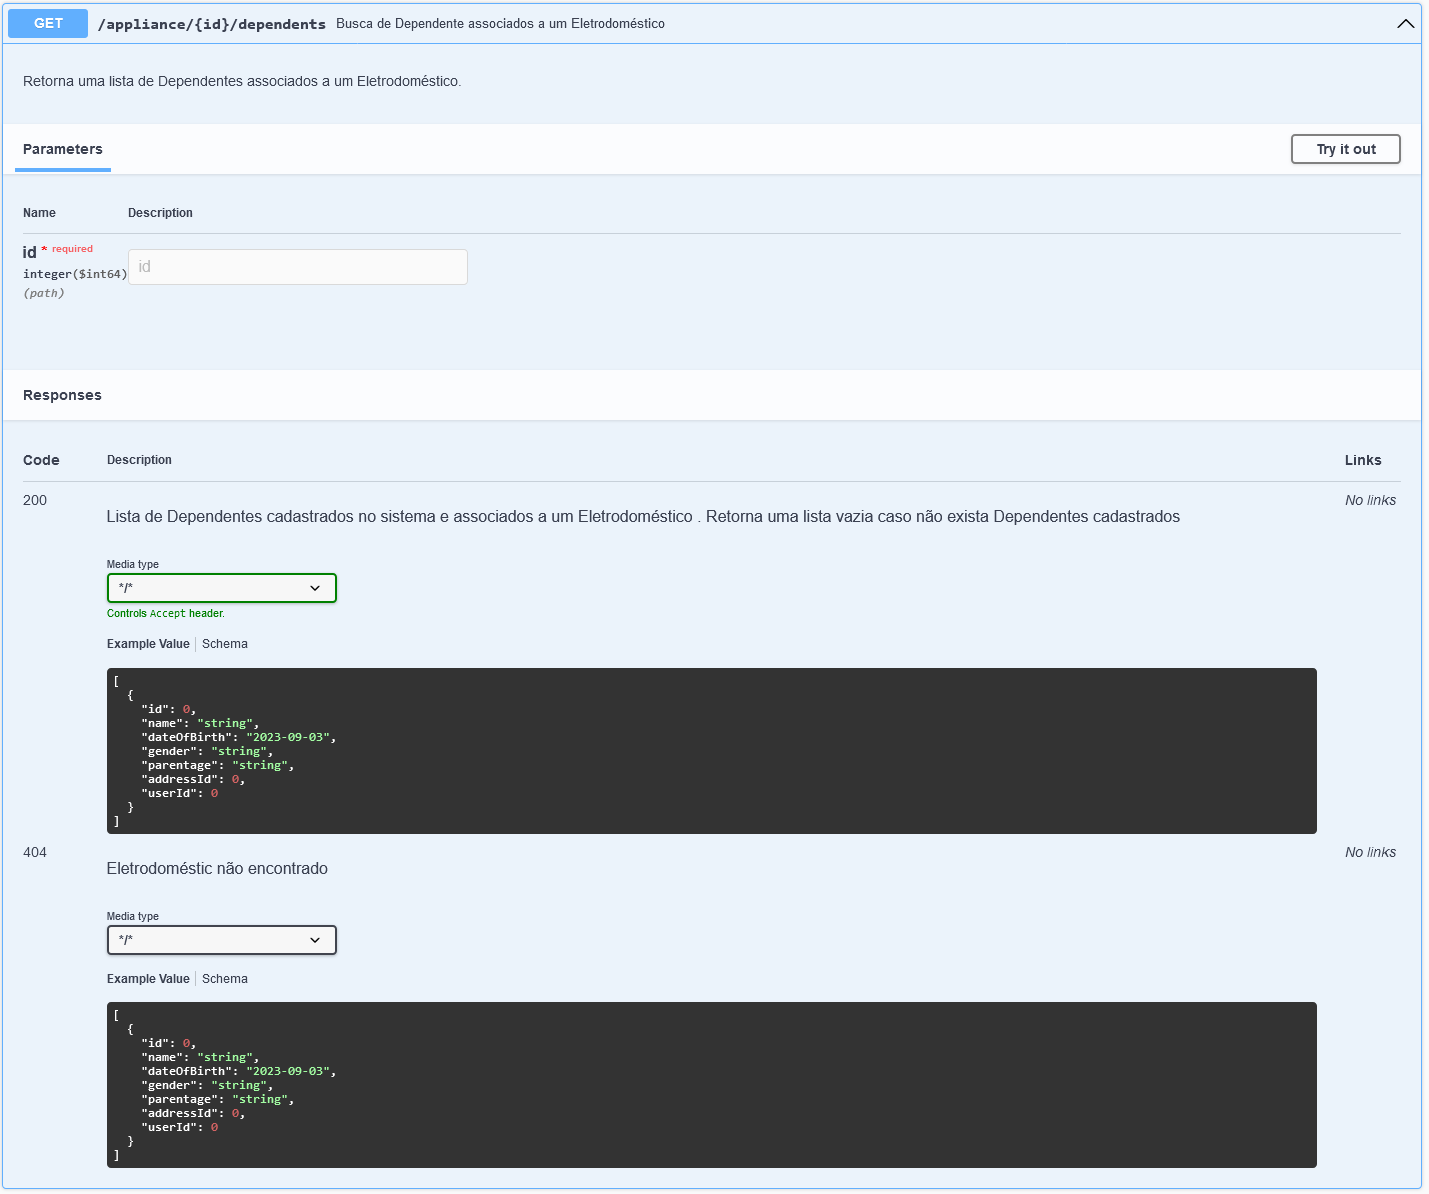 GET /appliance/{id}/dependents Busca de Dependente associados a um Eletrodoméstico
Retorna uma lista de Dependentes associados a um Eletrodoméstico.
Parameters
Try it out
Name Description
id * required
integer($int64)
(path)
id
Responses
Code Description Links
200 No links
Lista de Dependentes cadastrados no sistema e associados a um Eletrodoméstico . Retorna uma lista vazia caso não exista Dependentes cadastrados
Media type
*/*
Controls Accept header.
Example Value Schema
[
  {
    "id": 0,
    "name": "string",
    "dateOfBirth": "2023-09-03",
    "gender": "string",
    "parentage": "string",
    "addressId": 0,
    "userId": 0
  }
]
404 No links
Eletrodoméstic não encontrado
Media type
*/*
Example Value Schema
[
  {
    "id": 0,
    "name": "string",
    "dateOfBirth": "2023-09-03",
    "gender": "string",
    "parentage": "string",
    "addressId": 0,
    "userId": 0
  }
]